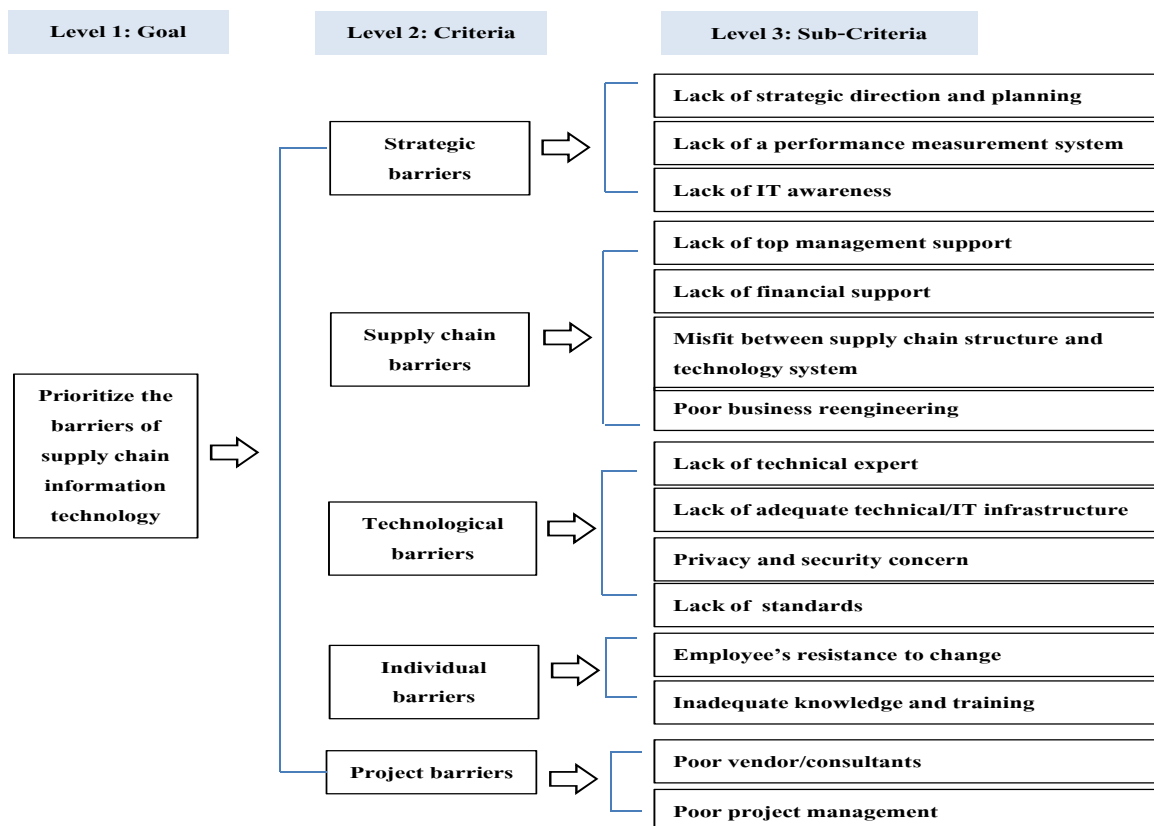 Level 1: Goal
Level 2: Criteria
Level 3: Sub-Criteria
Prioritize the
barriers of
supply chain
information
technology
Strategic
barriers
Lack of strategic direction and planning
Lack of a performance measurement system
Lack of IT awareness
Supply chain
barriers
Lack of top management support
Lack of financial support
Misfit between supply chain structure and
technology system
Poor business reengineering
Technological
barriers
Lack of technical expert
Lack of adequate technical/IT infrastructure
Privacy and security concern
Lack of standards
Individual
barriers
Employee’s resistance to change
Inadequate knowledge and training
Project barriers
Poor vendor/consultants
Poor project management